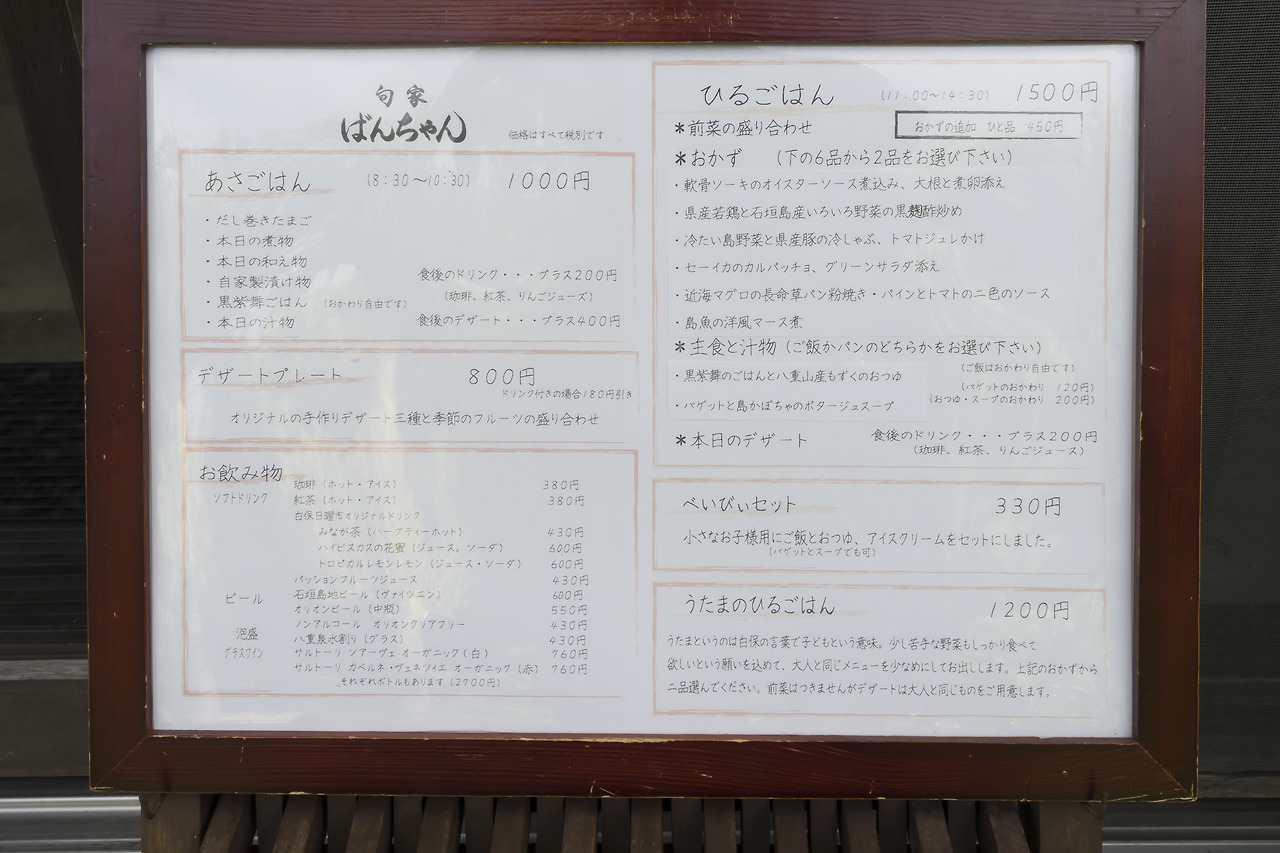 旬家
ばんちゃん
価格はすべて税別です
あさごはん (8:30〜10:30) 1000円
・だし巻きたまご
・本日の煮物
・本日の和え物
・自家製漬け物
・黒紫舞ごはん (おかわり自由です)
・本日の汁物
食後のドリンク・・・プラス200円
(珈琲、紅茶、りんごジューズ)
食後のデザート・・・プラス400円
デザートプレート 800円
ドリンク付きの場合180円引き
オリジナルの手作りデザート三種と季節のフルーツの盛り合わせ
お飲み物
ソフトドリンク 珈琲(ホット・アイス) 380円
紅茶(ホット・アイス) 380円
白保日曜市オリジナルドリンク
みなが茶(ハーブティーホット) 430円
ハイビスカスの花蜜(ジュース。ソーダ) 600円
トロピカルレモンレモン(ジュース・ソーダ) 600円
パッションフルーツジュース 430円
ビール 石垣島地ビール(ヴァイツニン) 600円
オリオンビール(中瓶) 550円
ノンアルコール オリオンクリアフリー 430円
泡盛 八重泉水割り(グラス) 430円
グラスワイン サルトーリ ソアーヴェ オーガニック(白) 760円
サルトーリ カベルネ・ヴェネツィエ オーガニック(赤) 760円
それぞれボトルもあります(2700円)
ひるごはん (11:00〜14:30) 1500円
*前菜の盛り合わせ
おかずの追加 ひと品 450円
*おかず (下の6品から2品をお選び下さい)
・軟骨ソーキのオイスターソース煮込み、大根と煮卵添え
・県産若鶏と石垣島産いろいろ野菜の黒麹酢炒め
・冷たい島野菜と県産豚の冷しゃぶ、トマトジュレかけ
・セーイカのカルパッチョ、グリーンサラダ添え
・近海マグロの長命草パン粉焼き・パインとトマトの二色のソース
・島魚の洋風マース煮
*主食と汁物(ご飯かパンのどちらかをお選び下さい)
・黒紫舞のごはんと八重山産もずくのおつゆ
(ご飯はおかわり自由です)
(バゲットのおかわり 120円)
(おつゆ・スープのおかわり 200円)
・バゲットと島かぼちゃのポタージュスープ
*本日のデザート 食後のドリンク・・・プラス200円
(珈琲、紅茶、りんごジュース)
べいびぃセット 330円
小さなお子様用にご飯とおつゆ、アイスクリームをセットにしました。
(バゲットとスープでも可)
うたまのひるごはん 1200円
うたまというのは白保の言葉で子どもという意味。少し苦手な野菜もしっかり食べて
欲しいという願いを込めて、大人と同じメニューを少なめにしてお出しします。上記のおかずから
二品選んでください。前菜はつきませんがデザートは大人と同じものをご用意します。